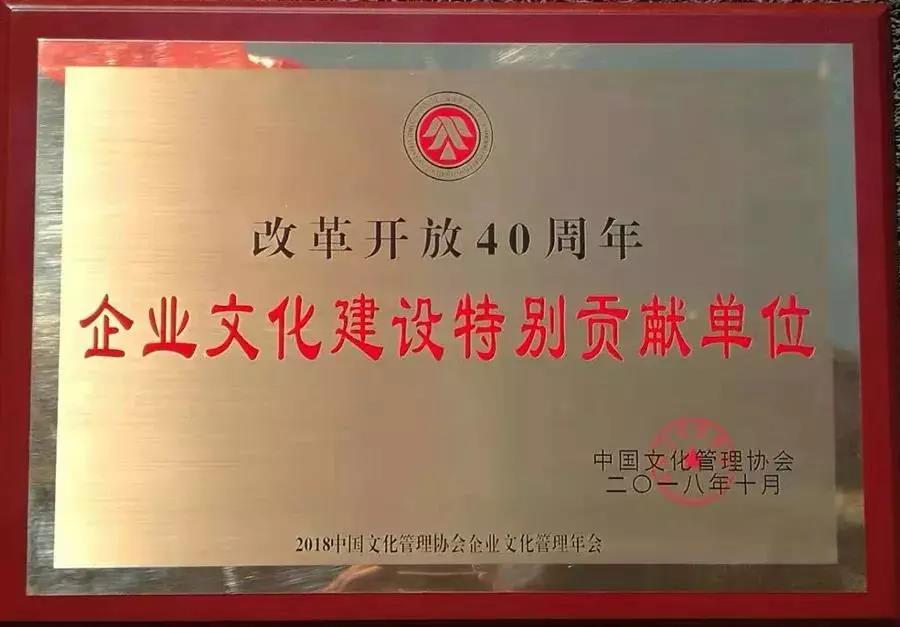 改革开放40周年
企业文化建设特别贡献单位
中国文化管理协会
二〇一八年十月
2018中国文化管理协会企业文化管理年会